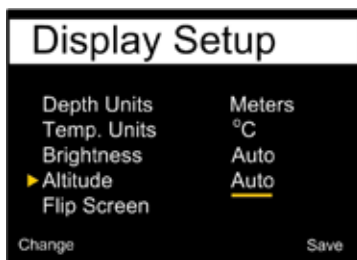 Display Setup
Depth Units Meters
Temp. Units °C
Brightness Auto
Altitude Auto
Flip Screen
Change Save